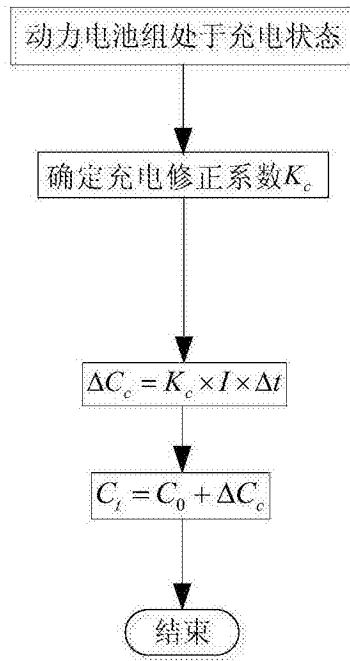 动力电池组处于充电状态
确定充电修正系数K_c
ΔC_c = K_c × I × Δt
C_t = C_0 + ΔC_c
结束